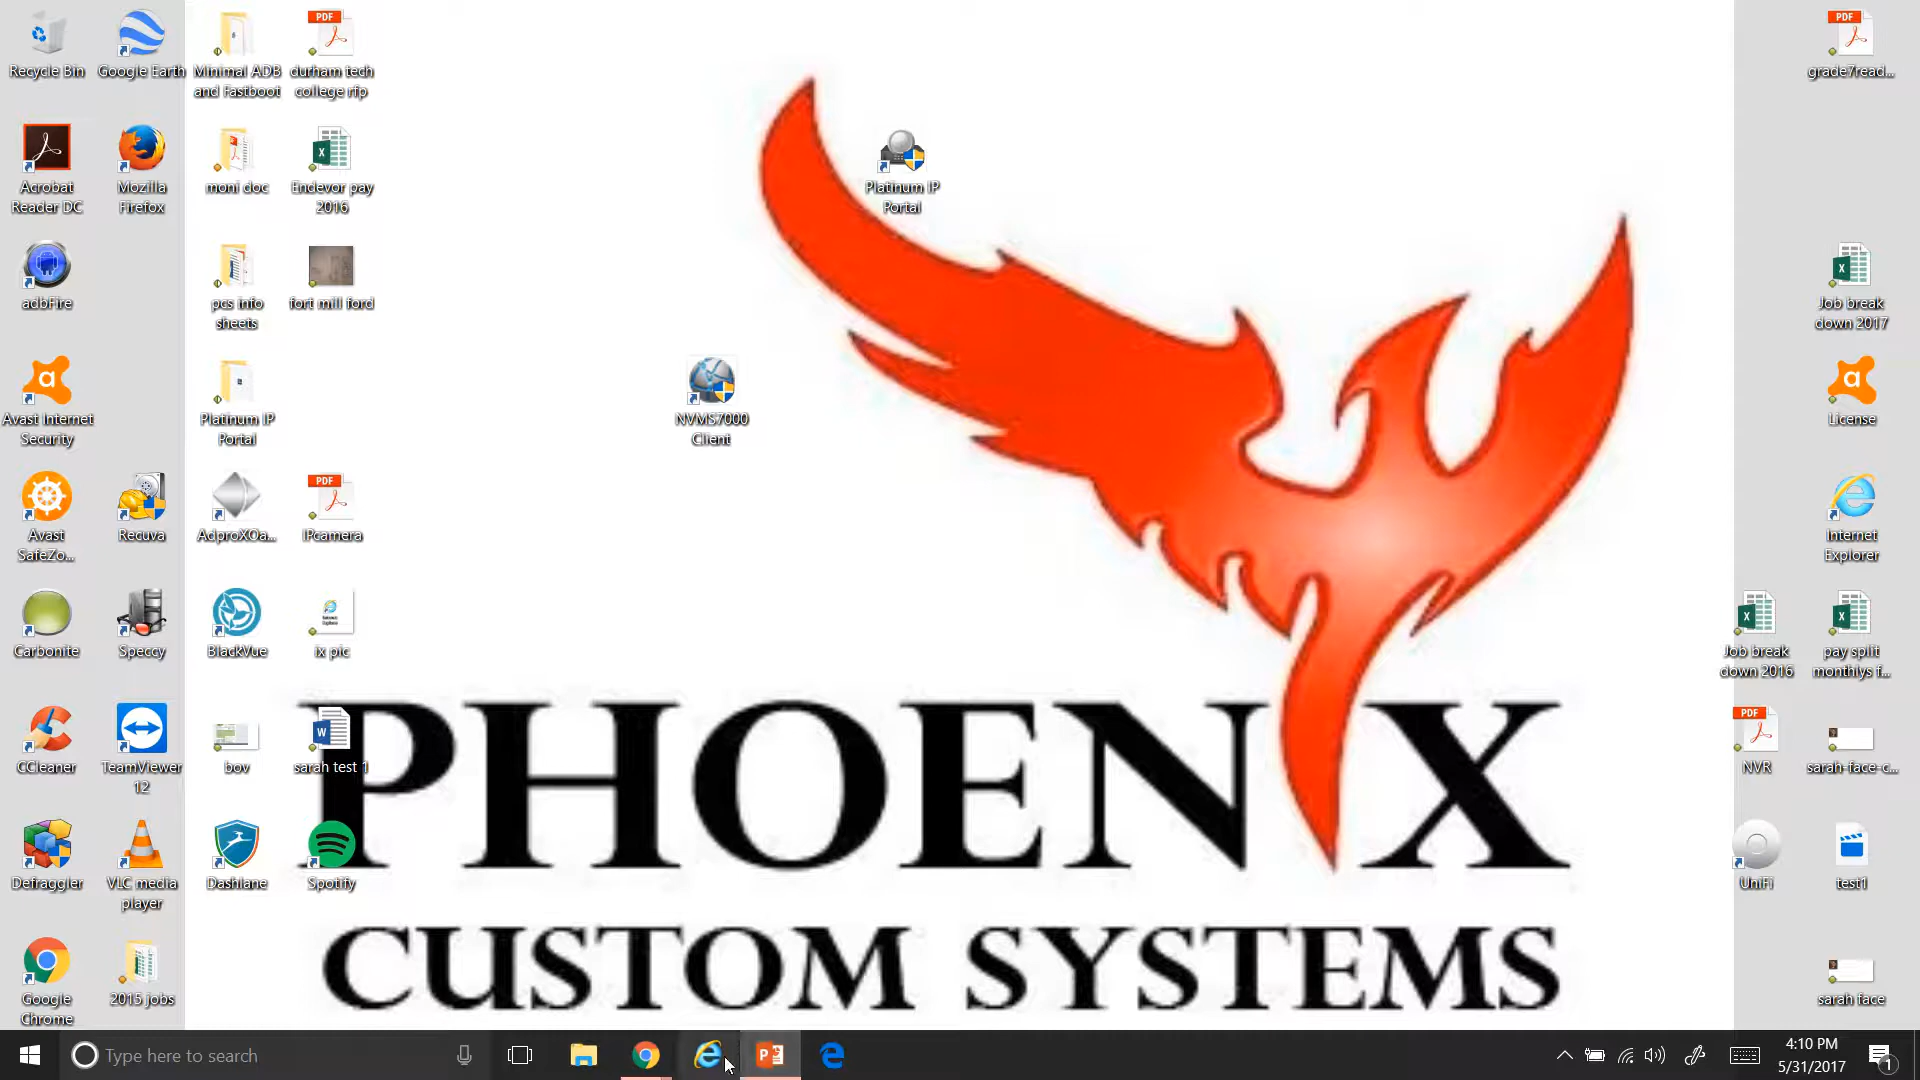 Recycle Bin
Google Earth
Minimal ADB
and Fastboot
durham tech
college rfp
grade7read...
Acrobat
Reader DC
Mozilla
Firefox
moni doc
Endevor pay
2016
Platinum IP
Portal
adbFire
pcs info
sheets
fort mill ford
Job break
down 2017
Avast Internet
Security
Platinum IP
Portal
NVMS7000
Client
License
Avast
SafeZo...
Recuva
AdproXOa...
IPcamera
Internet
Explorer
Carbonite
Speccy
BlackVue
ix pic
Job break
down 2016
pay split
monthlys f...
CCleaner
TeamViewer
12
bov
sarah test 1
NVR
sarah-face-c...
Defraggler
VLC media
player
Dashlane
Spotify
UniFi
test1
Google
Chrome
2015 jobs
sarah face
PHOENIX
CUSTOM SYSTEMS
Type here to search
4:10 PM
5/31/2017
1